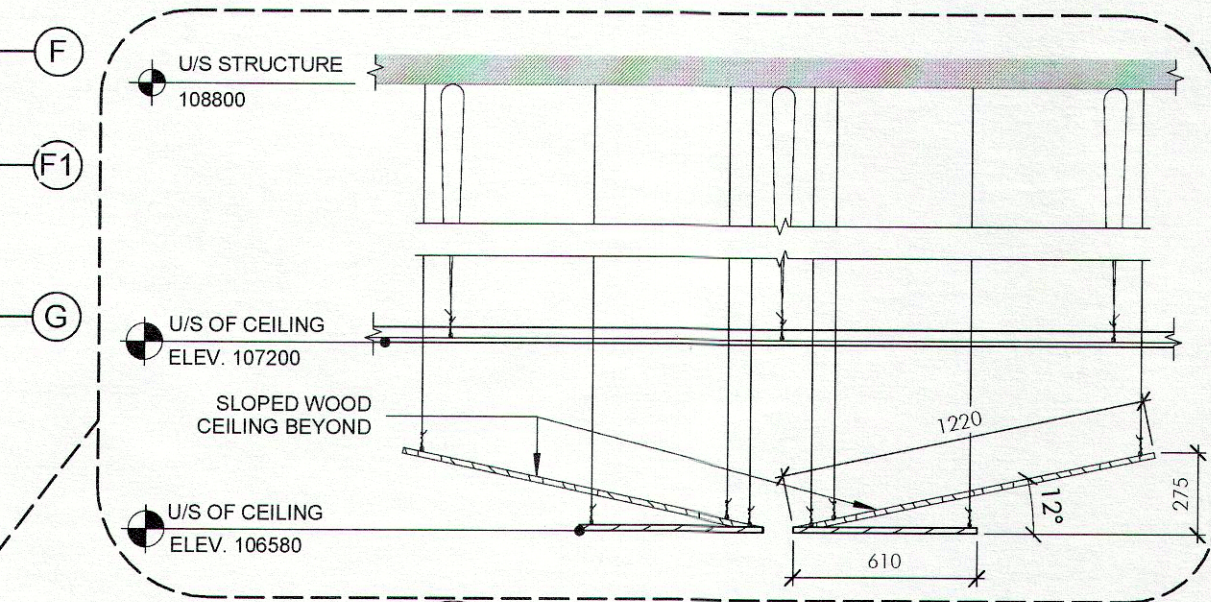 F
U/S STRUCTURE
108800
F1
G
U/S OF CEILING
ELEV. 107200
SLOPED WOOD
CEILING BEYOND
1220
275
12°
U/S OF CEILING
ELEV. 106580
610